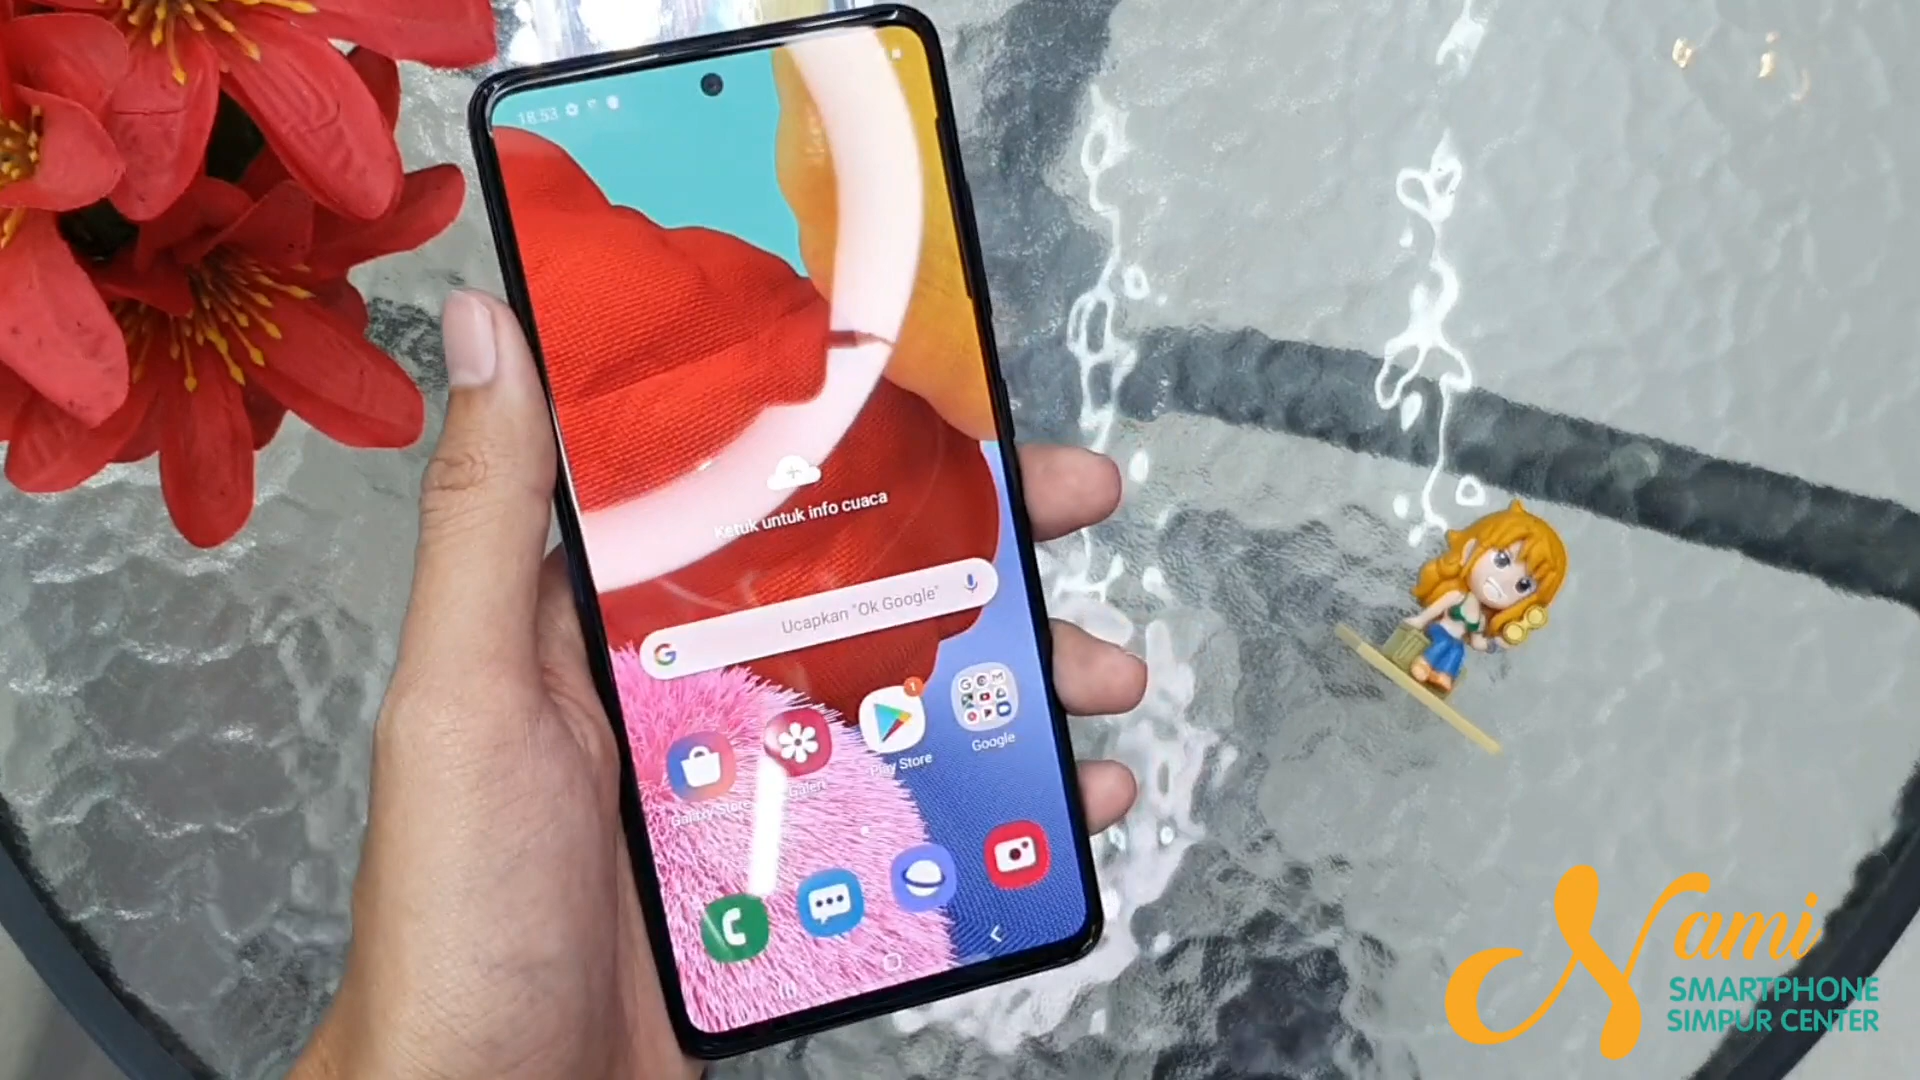 18.53
Ketuk untuk info cuaca
Ucapkan "Ok Google"
1
Galaxy Store
Galeri
Play Store
Google
Nami
SMARTPHONE
SIMPUR CENTER